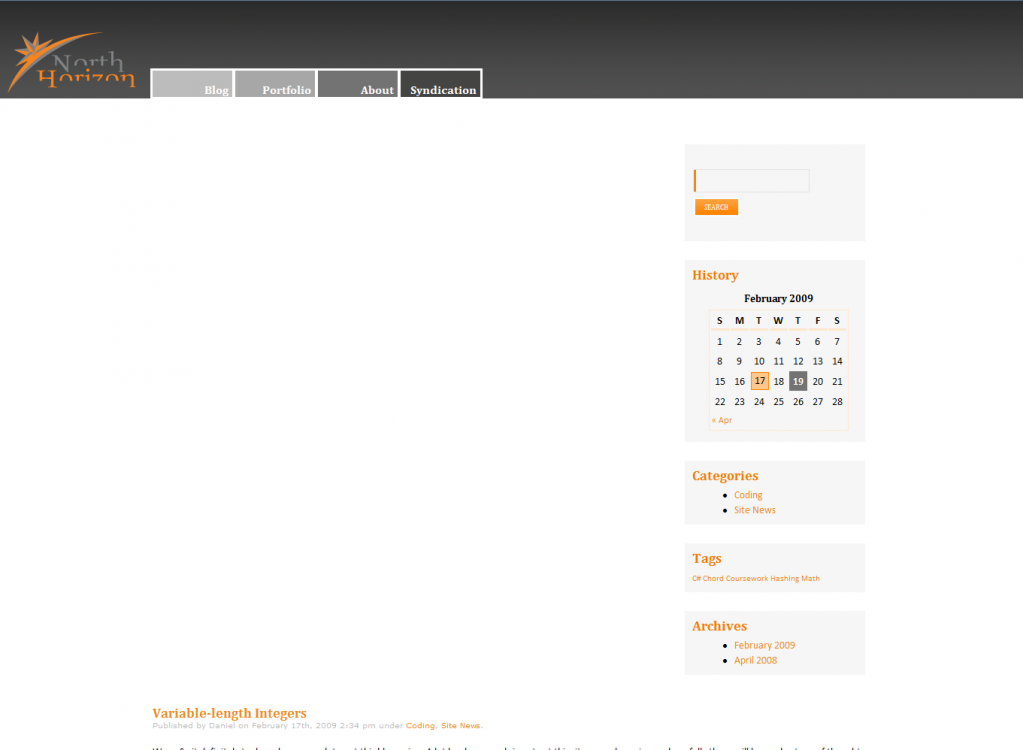 North
Horizon
Blog
Portfolio
About
Syndication
SEARCH
History
February 2009
S M T W T F S
1 2 3 4 5 6 7
8 9 10 11 12 13 14
15 16 17 18 19 20 21
22 23 24 25 26 27 28
« Apr
Categories
• Coding
• Site News
Tags
C# Chord Coursework Hashing Math
Archives
• February 2009
• April 2008
Variable-length Integers
Published by Daniel on February 17th, 2009 2:34 pm under Coding, Site News.